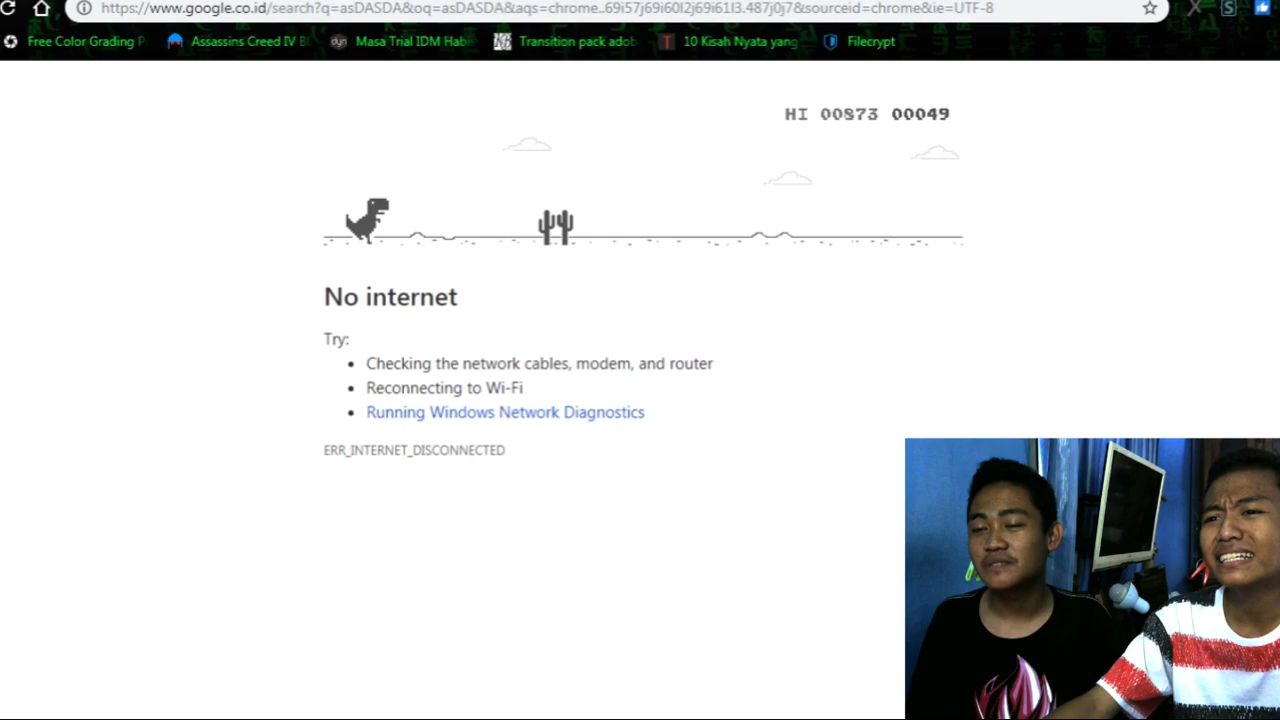 https://www.google.co.id/search?q=asDASDA&oq=asDASDA&aqs=chrome..69i57j69i60l2j69i61l3.487j0j7&sourceid=chrome&ie=UTF-8
Free Color Grading P Assassins Creed IV Bl Masa Trial IDM Habi Transition pack adob 10 Kisah Nyata yang Filecrypt
HI 00873 00049
No internet
Try:
Checking the network cables, modem, and router
Reconnecting to Wi-Fi
Running Windows Network Diagnostics
ERR_INTERNET_DISCONNECTED